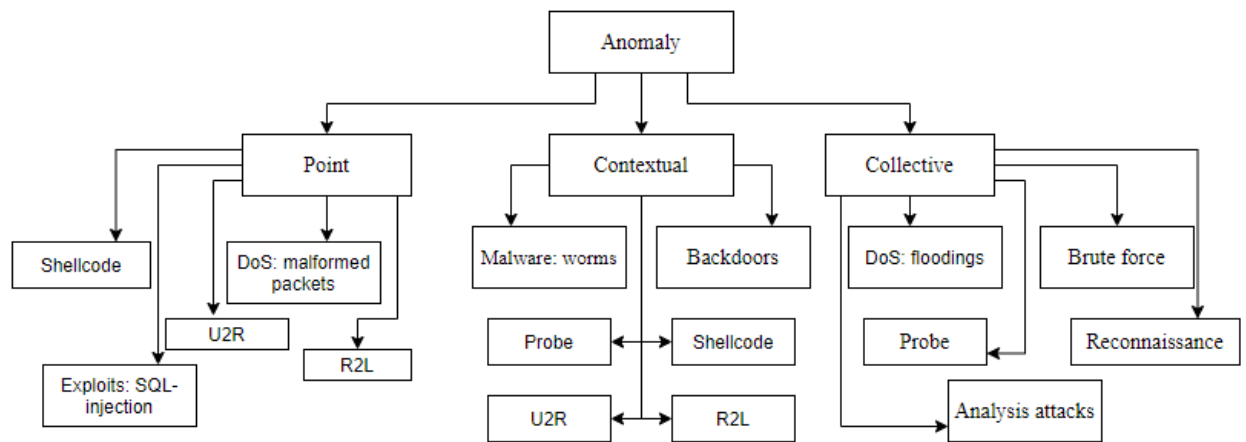 Anomaly
Point
Contextual
Collective
Shellcode
DoS: malformed
packets
Malware: worms
Backdoors
DoS: floodings
Brute force
U2R
R2L
Probe
Shellcode
Probe
Reconnaissance
Exploits: SQL-
injection
U2R
R2L
Analysis attacks